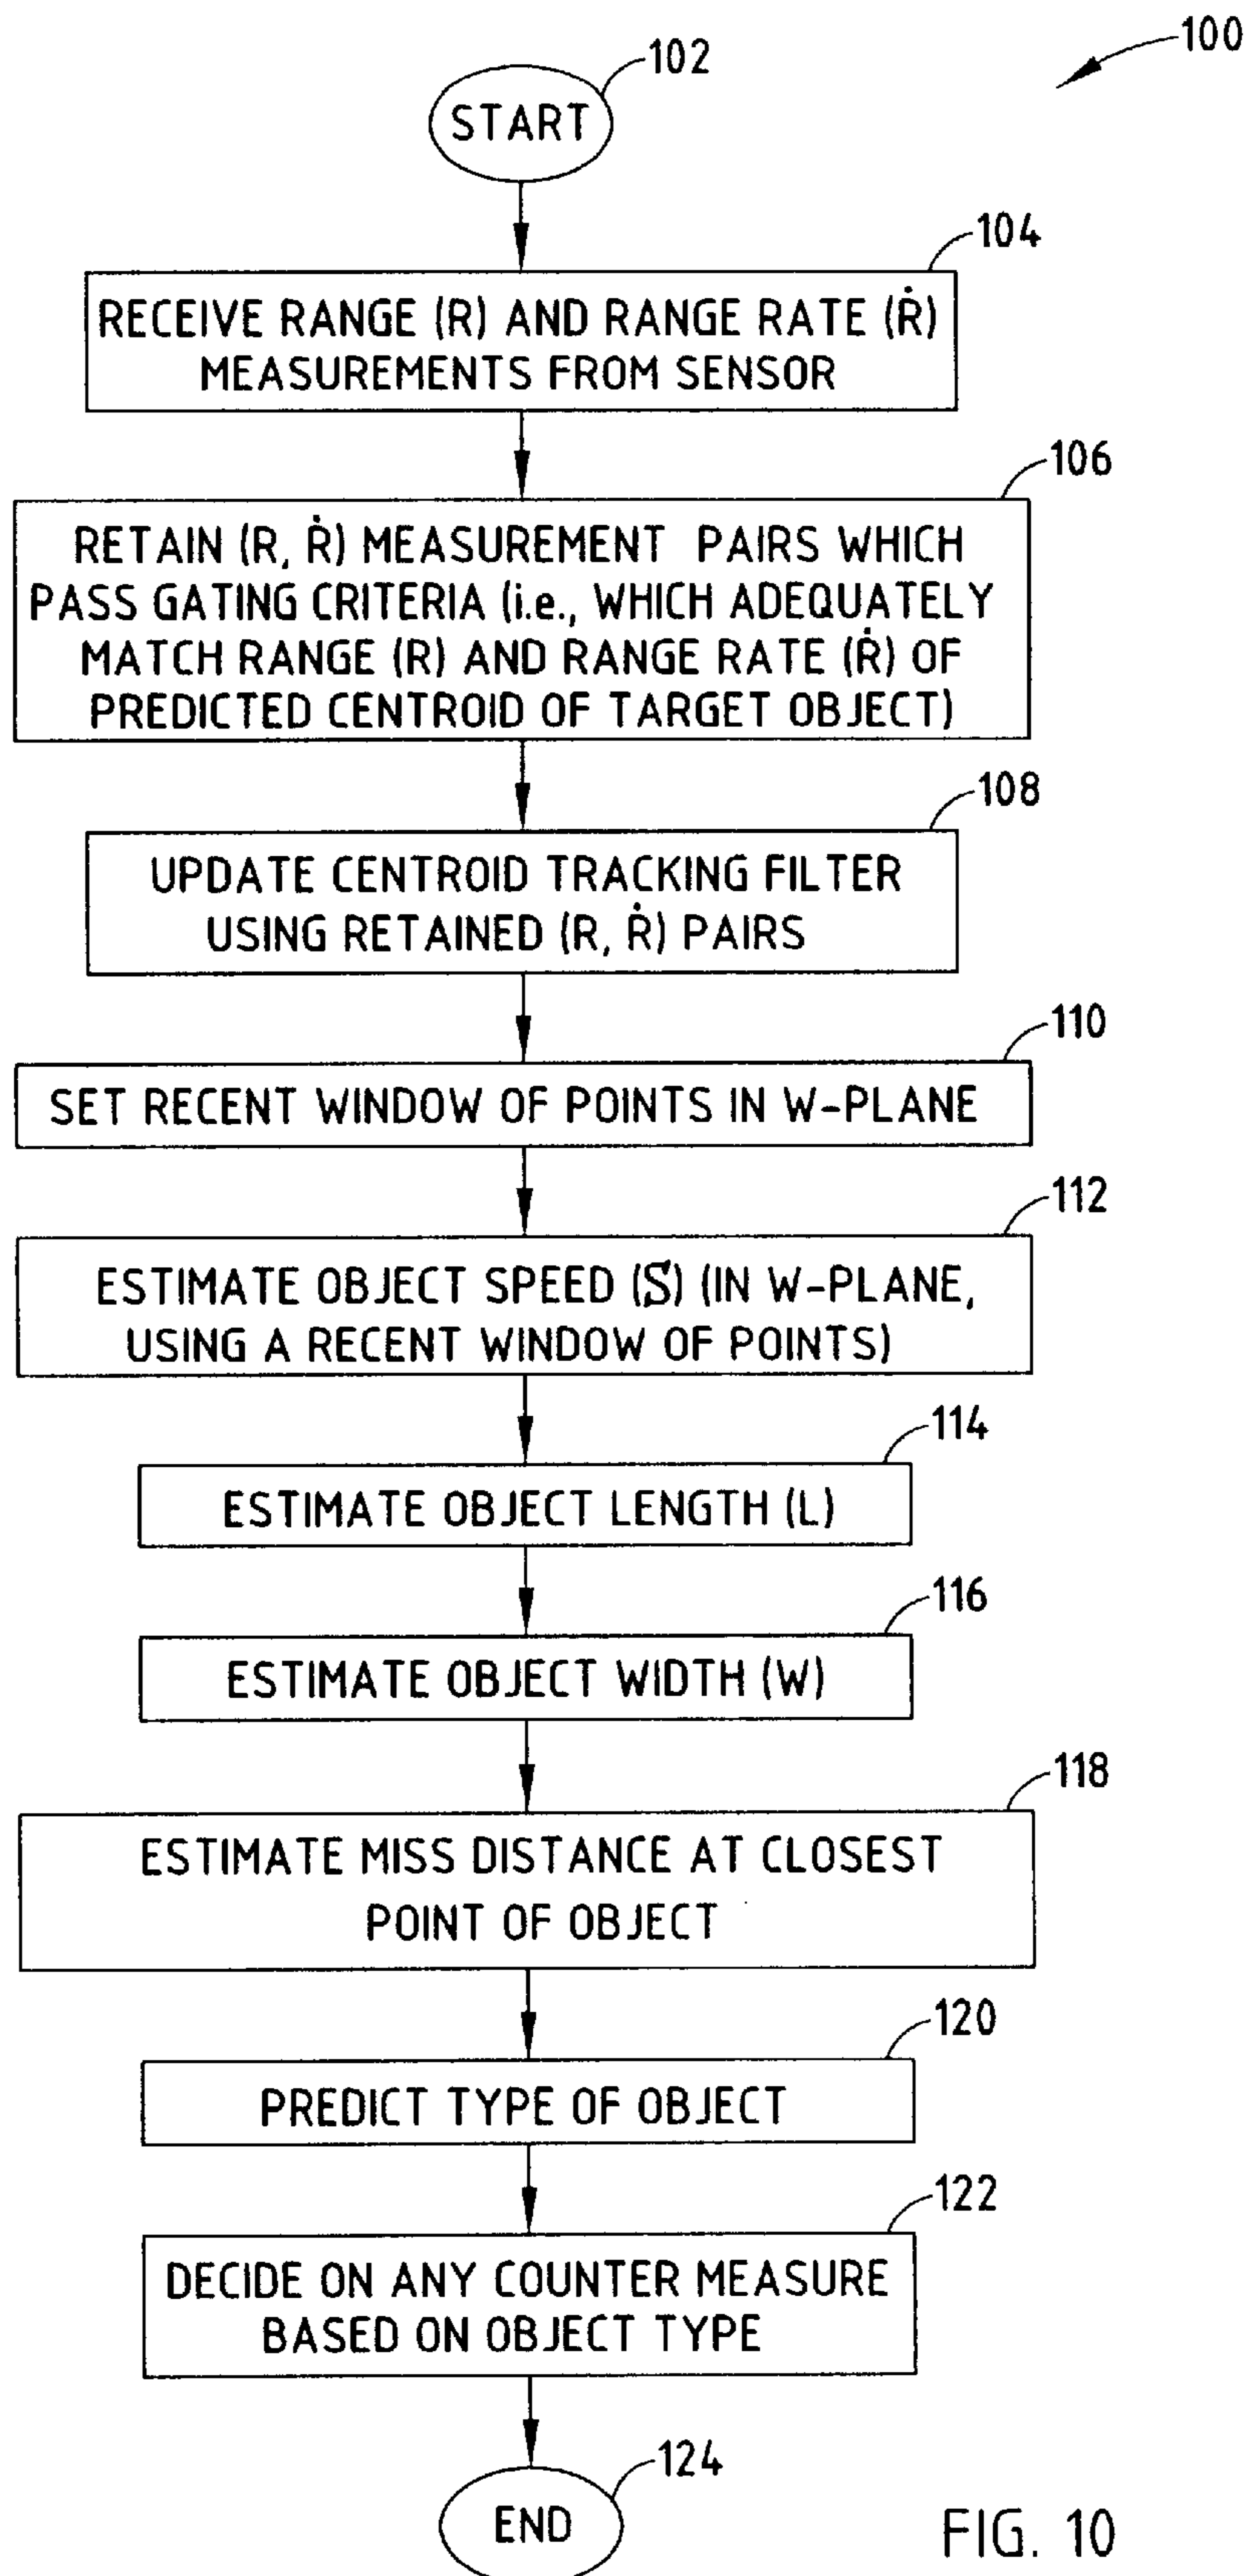 100
102
START
104
RECEIVE RANGE (R) AND RANGE RATE (Ṙ)
MEASUREMENTS FROM SENSOR
106
RETAIN (R, Ṙ) MEASUREMENT PAIRS WHICH
PASS GATING CRITERIA (i.e., WHICH ADEQUATELY
MATCH RANGE (R) AND RANGE RATE (Ṙ) OF
PREDICTED CENTROID OF TARGET OBJECT)
108
UPDATE CENTROID TRACKING FILTER
USING RETAINED (R, Ṙ) PAIRS
110
SET RECENT WINDOW OF POINTS IN W-PLANE
112
ESTIMATE OBJECT SPEED (S) (IN W-PLANE,
USING A RECENT WINDOW OF POINTS)
114
ESTIMATE OBJECT LENGTH (L)
116
ESTIMATE OBJECT WIDTH (W)
118
ESTIMATE MISS DISTANCE AT CLOSEST
POINT OF OBJECT
120
PREDICT TYPE OF OBJECT
122
DECIDE ON ANY COUNTER MEASURE
BASED ON OBJECT TYPE
124
END
FIG. 10